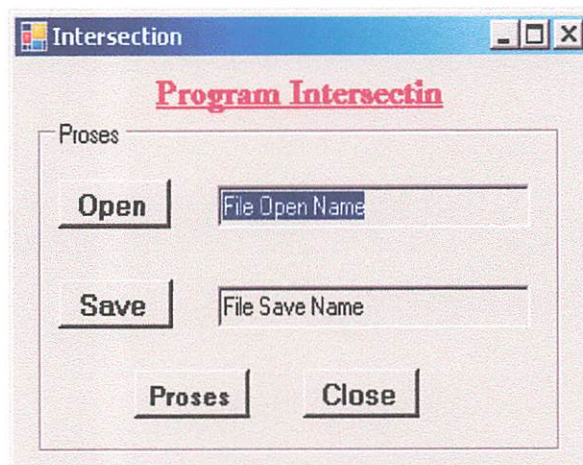 Intersection
Program Intersectin
Proses
Open
File Open Name
Save
File Save Name
Proses
Close